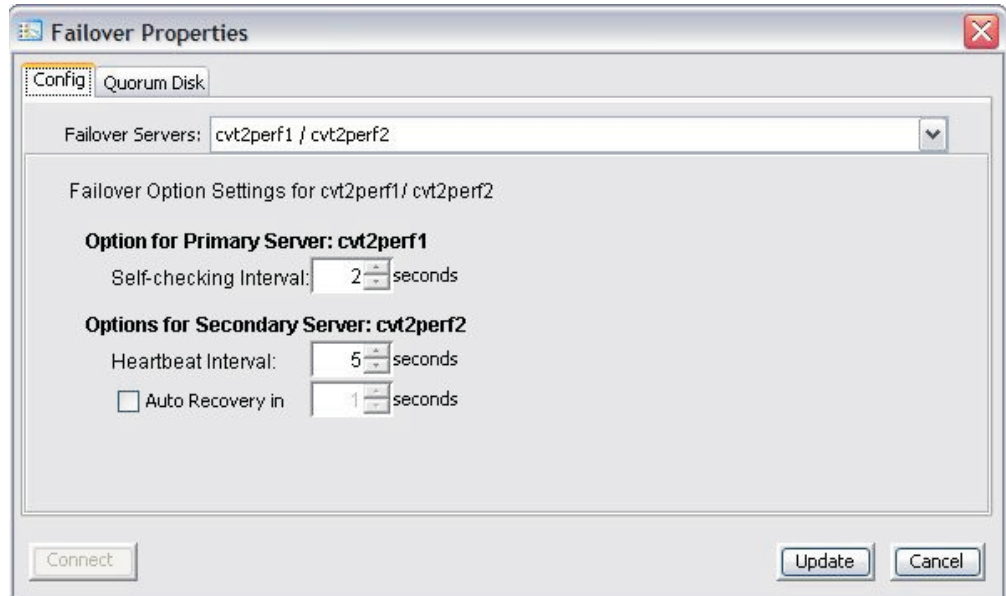 Failover Properties
Config Quorum Disk
Failover Servers: cvt2perf1 / cvt2perf2
Failover Option Settings for cvt2perf1/ cvt2perf2
Option for Primary Server: cvt2perf1
Self-checking Interval: 2 seconds
Options for Secondary Server: cvt2perf2
Heartbeat Interval: 5 seconds
Auto Recovery in 1 seconds
Connect Update Cancel